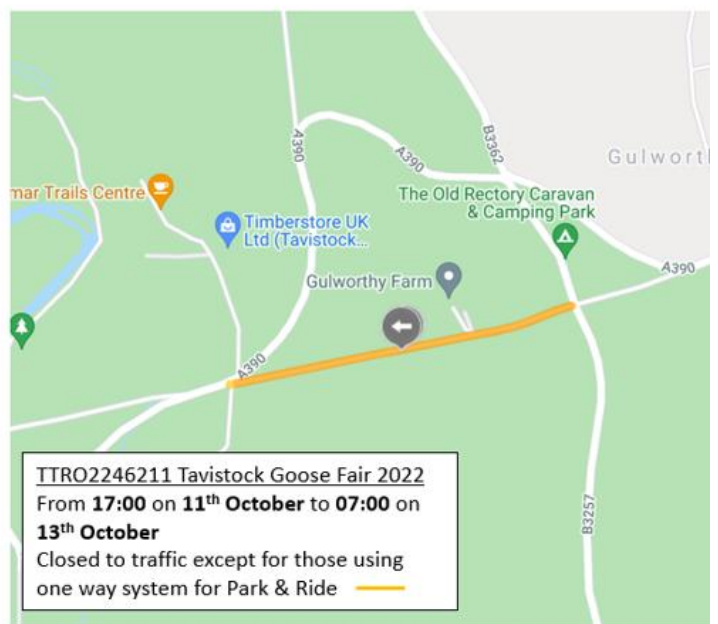 A390
A390
B3362
Gulworth
mar Trails Centre
The Old Rectory Caravan
& Camping Park
Timberstore UK
Ltd (Tavistock...
Gulworthy Farm
A390
A390
TTRO2246211 Tavistock Goose Fair 2022
From 17:00 on 11th October to 07:00 on
13th October
Closed to traffic except for those using
one way system for Park & Ride
B3257